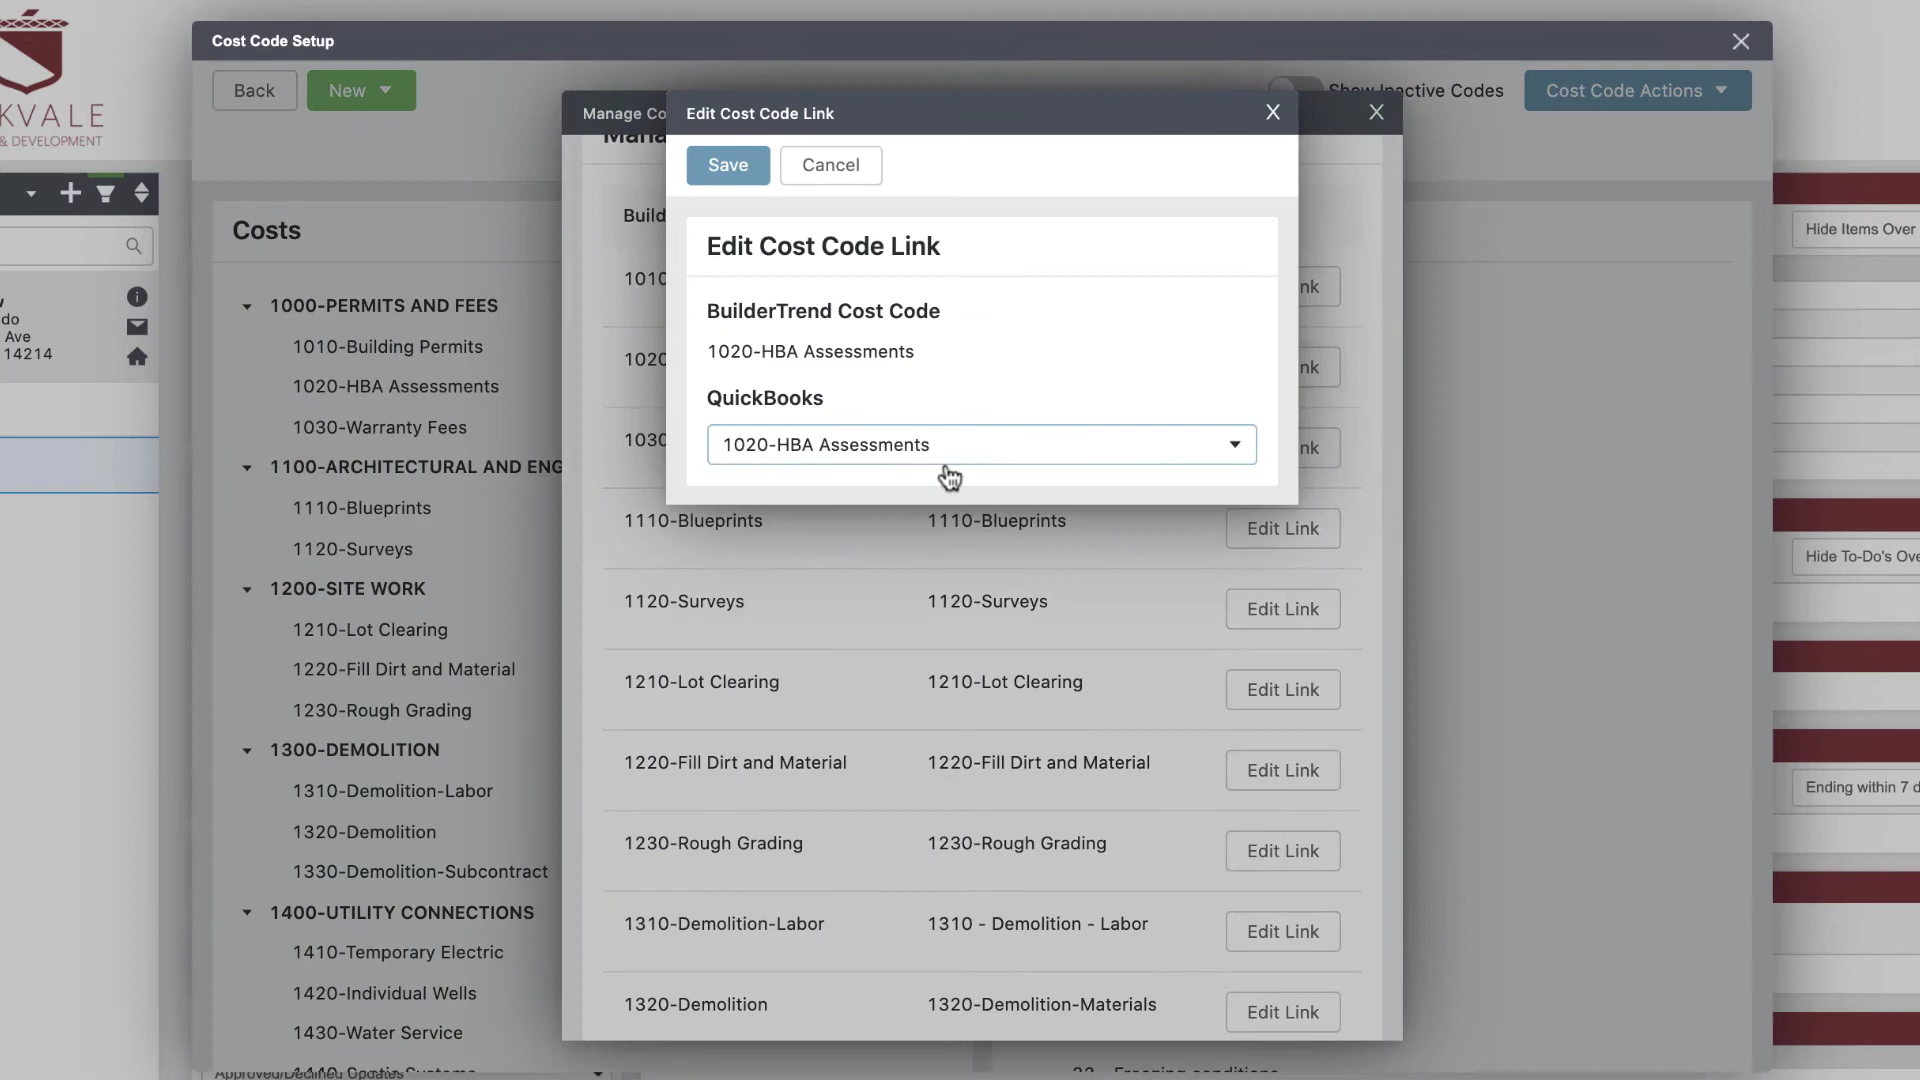 Cost Code Setup
Back
New
Show Inactive Codes
Cost Code Actions
KVALE
& DEVELOPMENT
do
Ave
14214
Costs
1000-PERMITS AND FEES
1010-Building Permits
1020-HBA Assessments
1030-Warranty Fees
1100-ARCHITECTURAL AND ENG
1110-Blueprints
1120-Surveys
1200-SITE WORK
1210-Lot Clearing
1220-Fill Dirt and Material
1230-Rough Grading
1300-DEMOLITION
1310-Demolition-Labor
1320-Demolition
1330-Demolition-Subcontract
1400-UTILITY CONNECTIONS
1410-Temporary Electric
1420-Individual Wells
1430-Water Service
Approved/Declined Updates
Manage Co
Mana
Build
1010
nk
1020
nk
1030
nk
Edit Cost Code Link
X
X
Save
Cancel
Edit Cost Code Link
BuilderTrend Cost Code
1020-HBA Assessments
QuickBooks
1020-HBA Assessments
1110-Blueprints 1110-Blueprints Edit Link
1120-Surveys 1120-Surveys Edit Link
1210-Lot Clearing 1210-Lot Clearing Edit Link
1220-Fill Dirt and Material 1220-Fill Dirt and Material Edit Link
1230-Rough Grading 1230-Rough Grading Edit Link
1310-Demolition-Labor 1310 - Demolition - Labor Edit Link
1320-Demolition 1320-Demolition-Materials Edit Link
Hide Items Over
Hide To-Do's Ove
Ending within 7 d